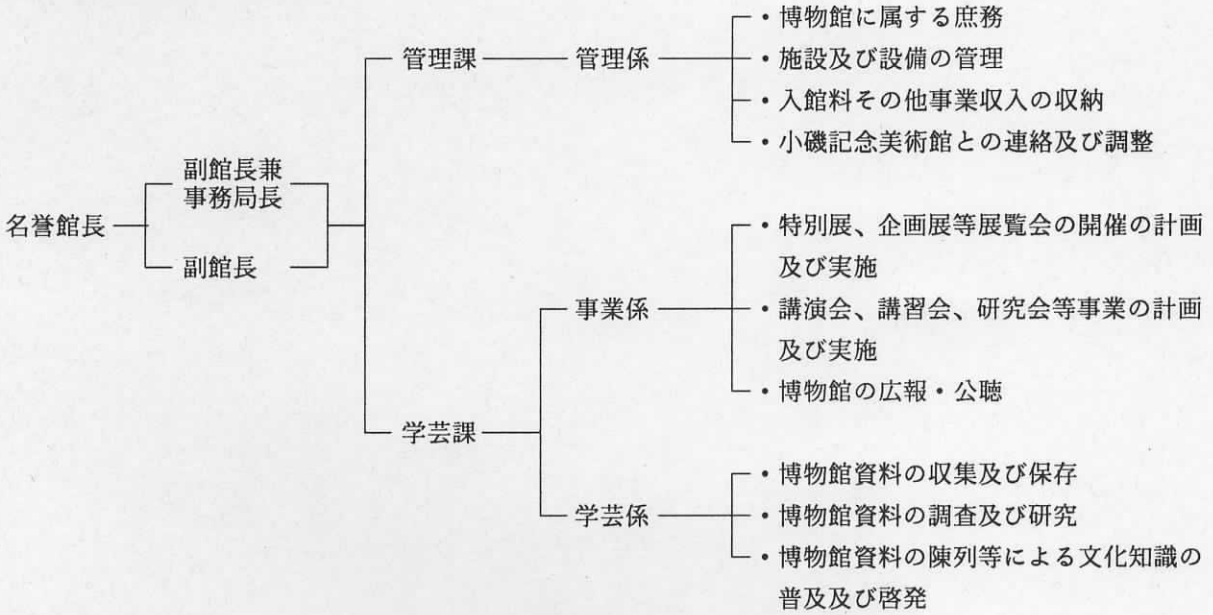 名誉館長
副館長兼
事務局長
副館長
管理課
管理係
・博物館に属する庶務
・施設及び設備の管理
・入館料その他事業収入の収納
・小磯記念美術館との連絡及び調整
学芸課
事業係
・特別展、企画展等展覧会の開催の計画
及び実施
・講演会、講習会、研究会等事業の計画
及び実施
・博物館の広報・公聴
学芸係
・博物館資料の収集及び保存
・博物館資料の調査及び研究
・博物館資料の陳列等による文化知識の
普及及び啓発